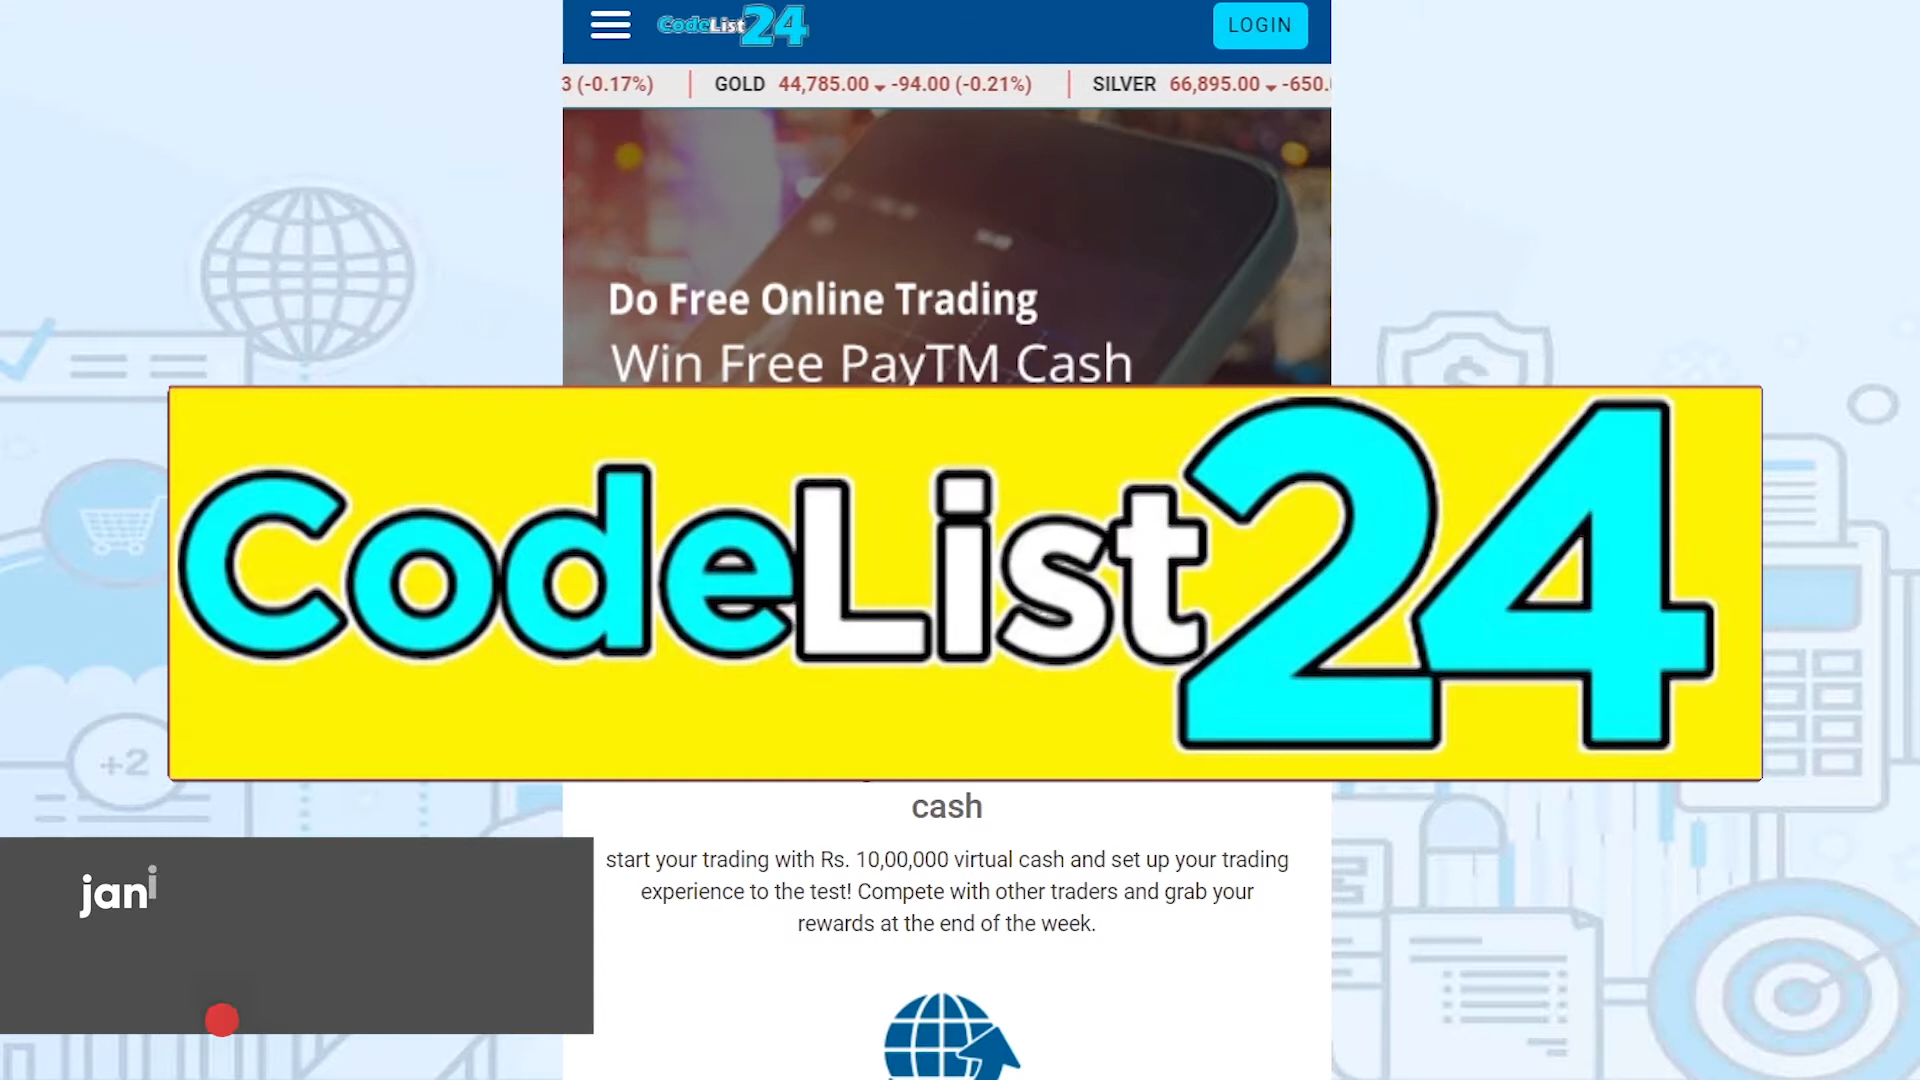 CodeList24
LOGIN
3 (-0.17%) GOLD 44,785.00 -94.00 (-0.21%) SILVER 66,895.00 -650.
Do Free Online Trading
Win Free PayTM Cash
CodeList24
+2
cash
start your trading with Rs. 10,00,000 virtual cash and set up your trading
experience to the test! Compete with other traders and grab your
rewards at the end of the week.
jani